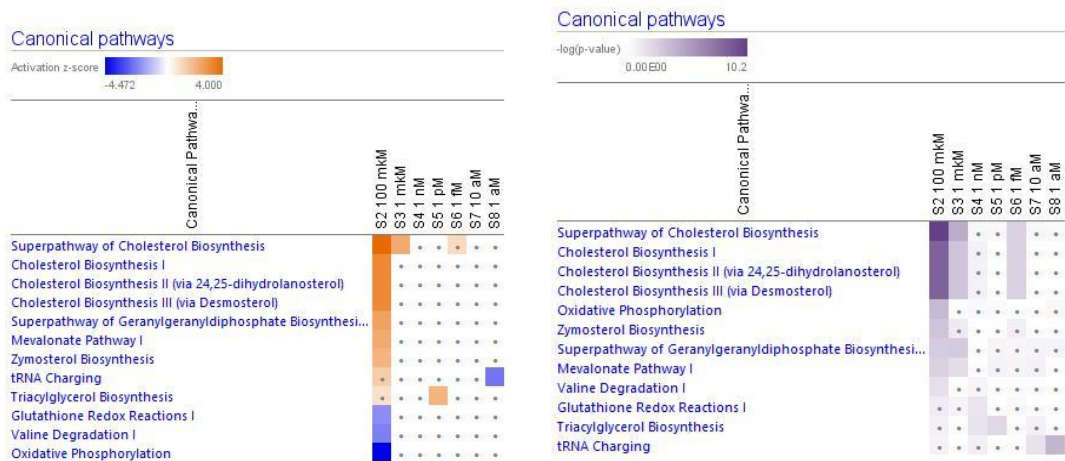 Canonical pathways
Activation z-score
-4.472 4.000
Canonical Pathwa...
S2 100 mkM
S3 1 mkM
S4 1 nM
S5 1 pM
S6 1 fM
S7 10 aM
S8 1 aM
Superpathway of Cholesterol Biosynthesis
Cholesterol Biosynthesis I
Cholesterol Biosynthesis II (via 24,25-dihydrolanosterol)
Cholesterol Biosynthesis III (via Desmosterol)
Superpathway of Geranylgeranyldiphosphate Biosynthesi...
Mevalonate Pathway I
Zymosterol Biosynthesis
tRNA Charging
Triacylglycerol Biosynthesis
Glutathione Redox Reactions I
Valine Degradation I
Oxidative Phosphorylation
Canonical pathways
-log(p-value)
0.00E00 10.2
Canonical Pathwa...
S2 100 mkM
S3 1 mkM
S4 1 nM
S5 1 pM
S6 1 fM
S7 10 aM
S8 1 aM
Superpathway of Cholesterol Biosynthesis
Cholesterol Biosynthesis I
Cholesterol Biosynthesis II (via 24,25-dihydrolanosterol)
Cholesterol Biosynthesis III (via Desmosterol)
Oxidative Phosphorylation
Zymosterol Biosynthesis
Superpathway of Geranylgeranyldiphosphate Biosynthesi...
Mevalonate Pathway I
Valine Degradation I
Glutathione Redox Reactions I
Triacylglycerol Biosynthesis
tRNA Charging